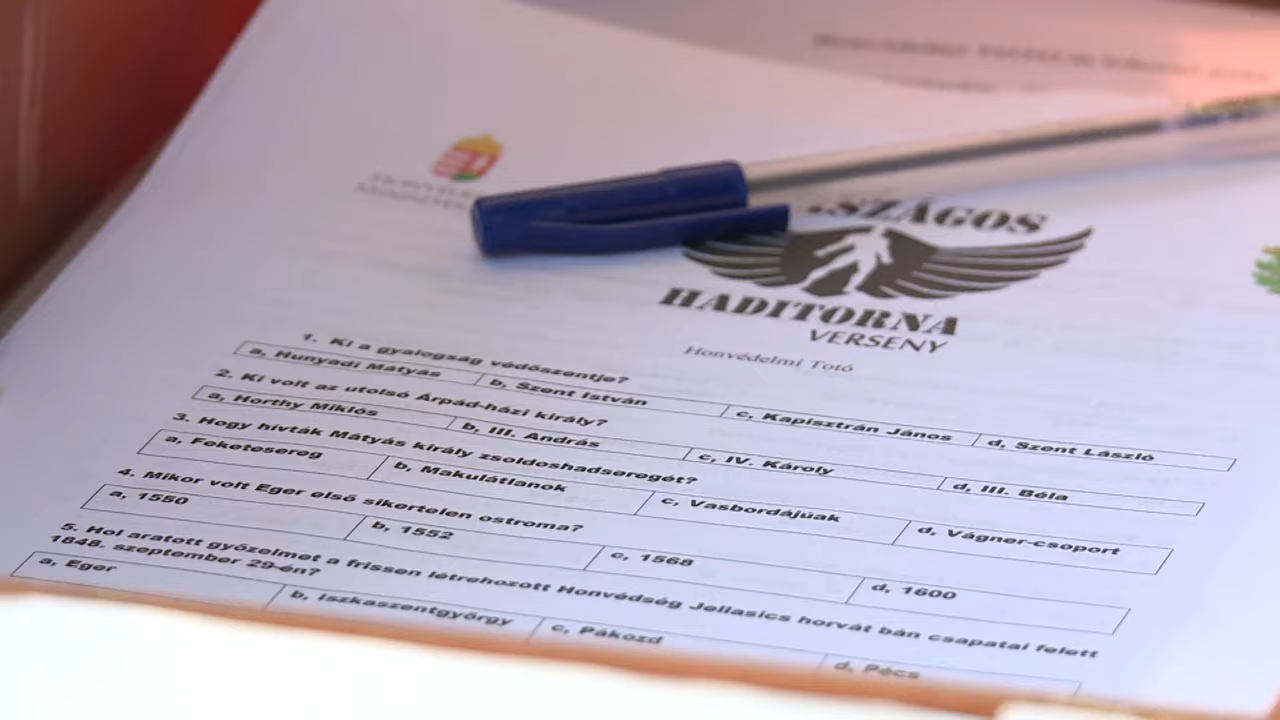 SZÁGOS
HADITORNA
VERSENY
Honvédelmi Totó
1. Ki a gyalogság védőszentje?
a, Hunyadi Mátyás b, Szent István c, Kapisztrán János d, Szent László
2. Ki volt az utolsó Árpád-házi király?
a, Horthy Miklós b, III. András c, IV. Károly d, III. Béla
3. Hogy hívták Mátyás király zsoldoshadseregét?
a, Feketesereg b, Makulátlanok c, Vasbordájúak d, Vágner-csoport
4. Mikor volt Eger első sikertelen ostroma?
a, 1550 b, 1552 c, 1568 d, 1600
5. Hol aratott győzelmet a frissen létrehozott Honvédség Jellasics horvát bán csapatai felett
1848. szeptember 29-én?
a, Eger b, Iszkaszentgyörgy c, Pákozd d, Pécs